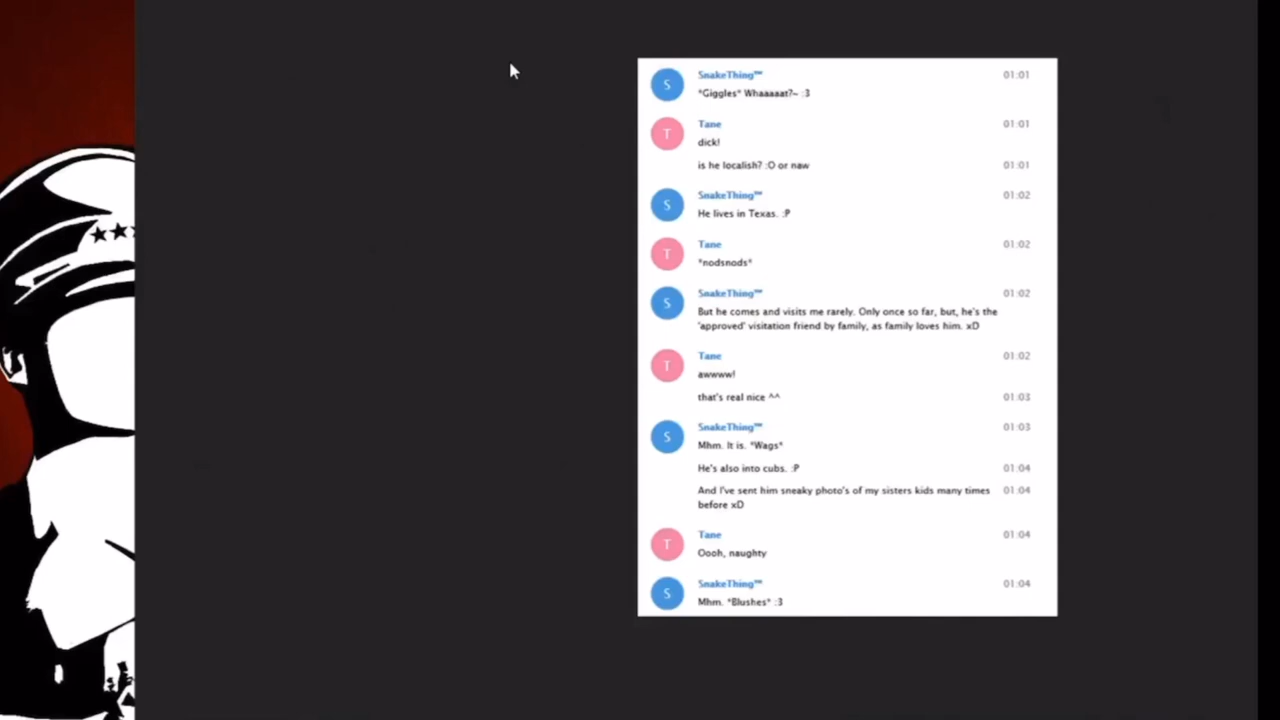 SnakeThing™ 01:01
*Giggles* Whaaaaat?~ :3
Tane 01:01
dick!
is he localish? :O or naw 01:01
SnakeThing™ 01:02
He lives in Texas. :P
Tane 01:02
*nodsnods*
SnakeThing™ 01:02
But he comes and visits me rarely. Only once so far, but, he's the
'approved' visitation friend by family, as family loves him. xD
Tane 01:02
awwww!
that's real nice ^^ 01:03
SnakeThing™ 01:03
Mhm. It is. *Wags*
He's also into cubs. :P 01:04
And I've sent him sneaky photo's of my sisters kids many times 01:04
before xD
Tane 01:04
Oooh, naughty
SnakeThing™ 01:04
Mhm. *Blushes* :3
S
T
S
T
S
T
S
T
S